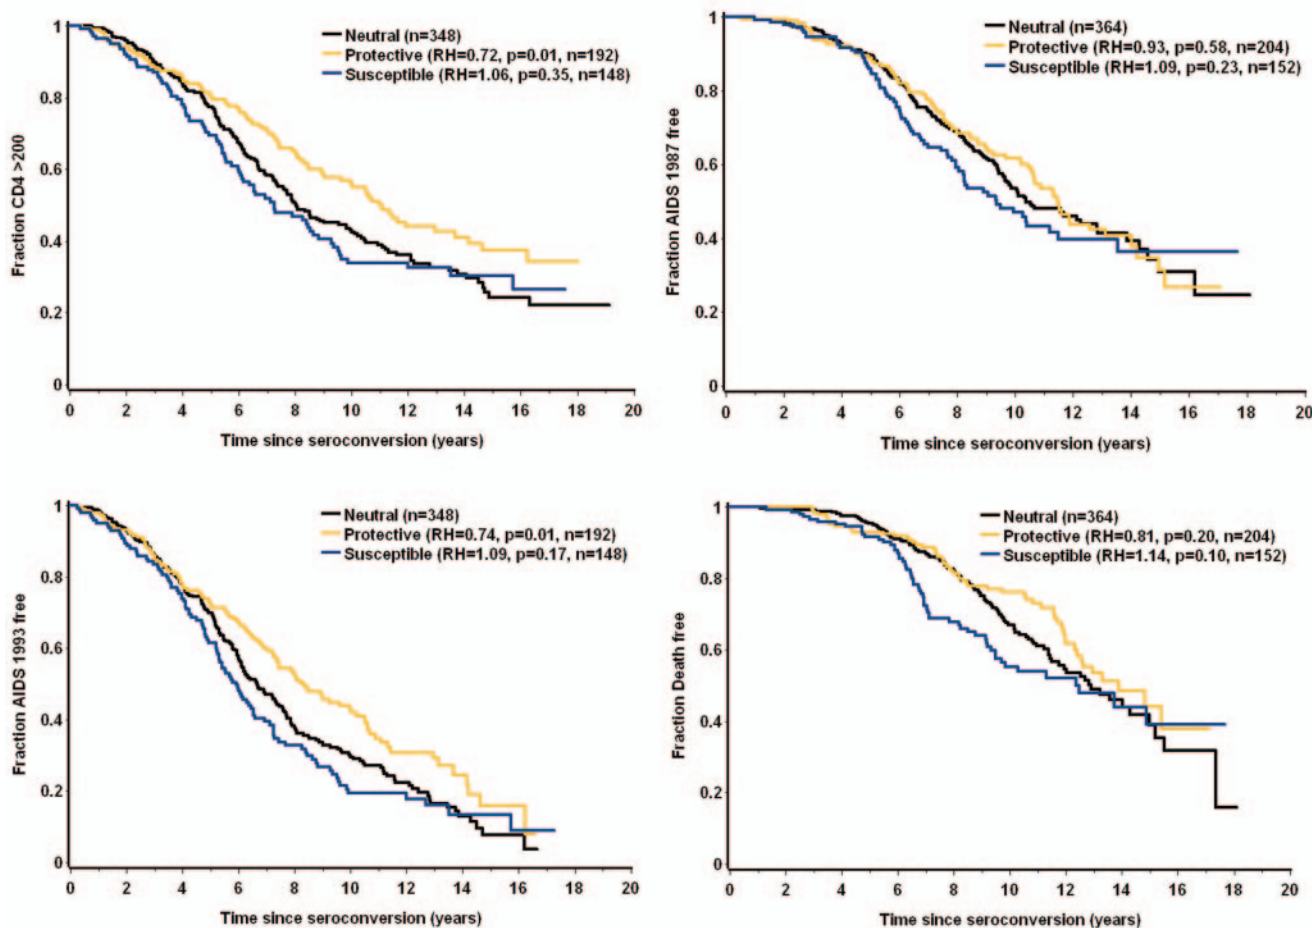 Neutral (n=348)
Protective (RH=0.72, p=0.01, n=192)
Susceptible (RH=1.06, p=0.35, n=148)
Fraction CD4 >200
1
0.8
0.6
0.4
0.2
0
0 2 4 6 8 10 12 14 16 18 20
Time since seroconversion (years)
Neutral (n=364)
Protective (RH=0.93, p=0.58, n=204)
Susceptible (RH=1.09, p=0.23, n=152)
Fraction AIDS 1987 free
1
0.8
0.6
0.4
0.2
0
0 2 4 6 8 10 12 14 16 18 20
Time since seroconversion (years)
Neutral (n=348)
Protective (RH=0.74, p=0.01, n=192)
Susceptible (RH=1.09, p=0.17, n=148)
Fraction AIDS 1993 free
1
0.8
0.6
0.4
0.2
0
0 2 4 6 8 10 12 14 16 18 20
Time since seroconversion (years)
Neutral (n=364)
Protective (RH=0.81, p=0.20, n=204)
Susceptible (RH=1.14, p=0.10, n=152)
Fraction Death free
1
0.8
0.6
0.4
0.2
0
0 2 4 6 8 10 12 14 16 18 20
Time since seroconversion (years)